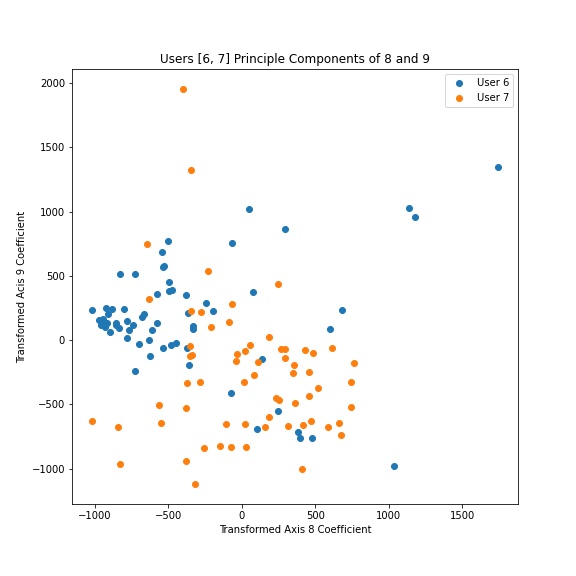 Users [6, 7] Principle Components of 8 and 9
User 6
User 7
2000
1500
1000
500
0
−500
−1000
Transformed Acis 9 Coefficient
−1000 −500 0 500 1000 1500
Transformed Axis 8 Coefficient